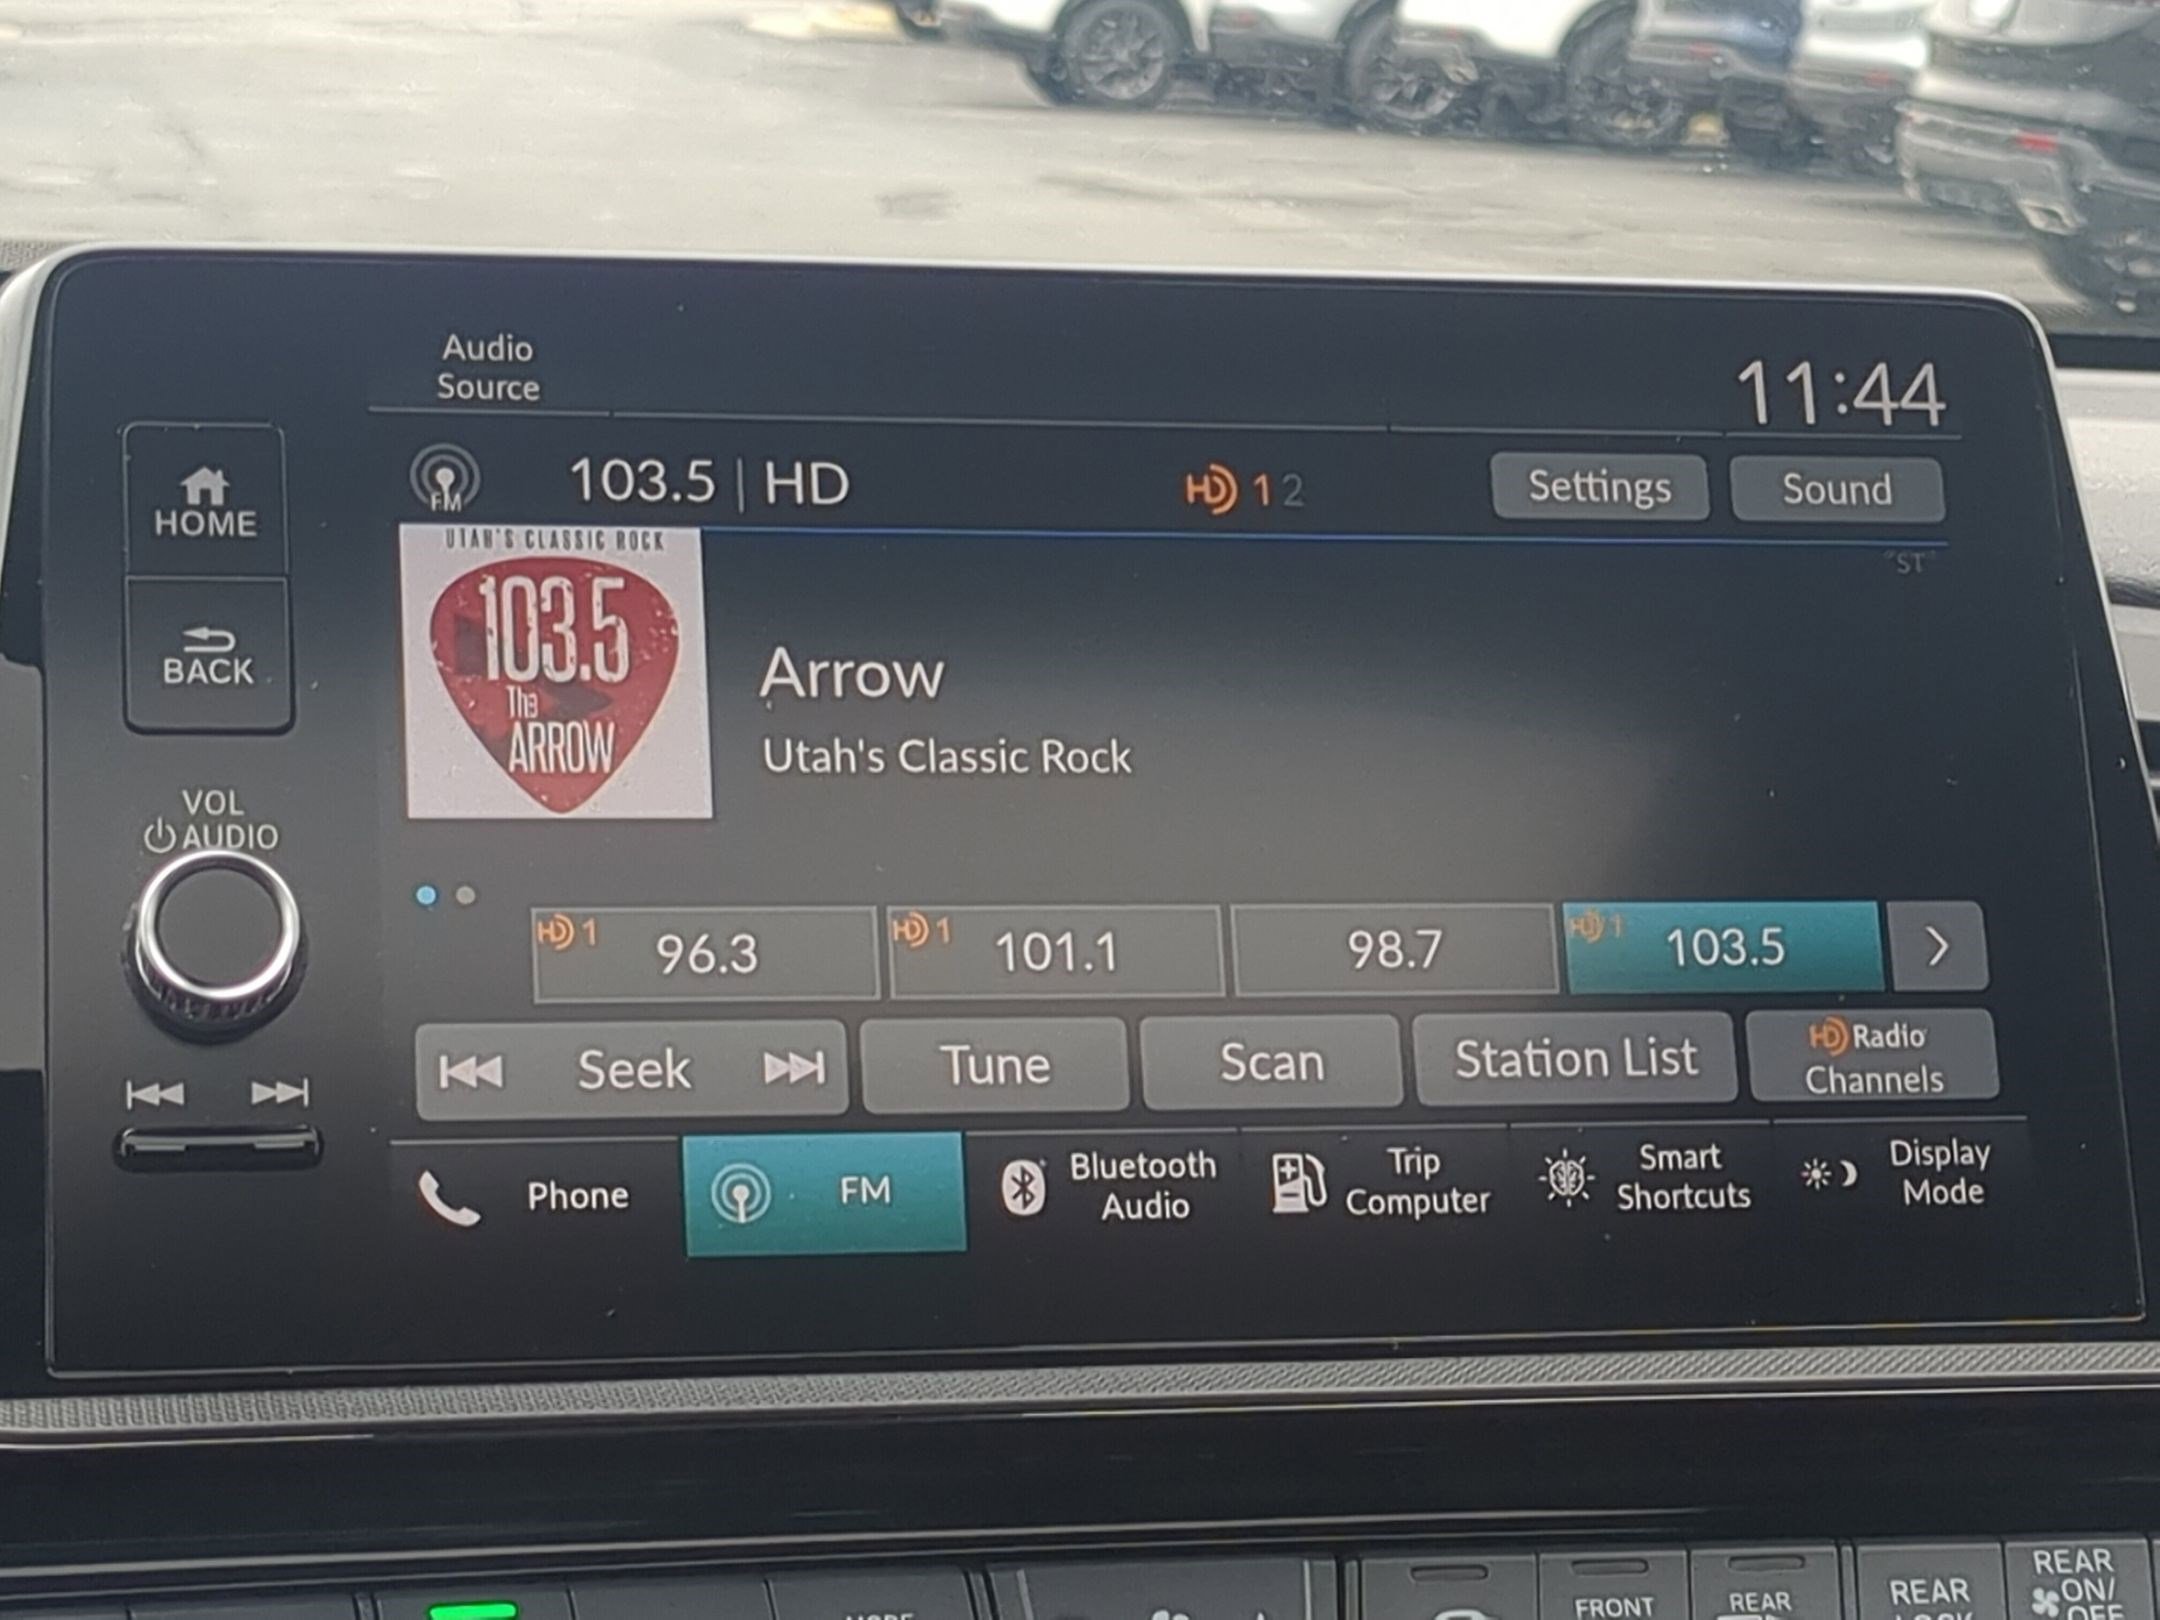 Audio
Source
11:44
HOME
FM
103.5 | HD
HD 1 2
Settings
Sound
"ST"
UTAH'S CLASSIC ROCK
103.5
The
ARROW
Arrow
Utah's Classic Rock
BACK
VOL
AUDIO
HD 1 96.3
HD 1 101.1
98.7
HD 1 103.5
Seek
Tune
Scan
Station List
HD Radio
Channels
Phone
FM
Bluetooth
Audio
Trip
Computer
Smart
Shortcuts
Display
Mode
FRONT
REAR
REAR
REAR
ON/
OFF